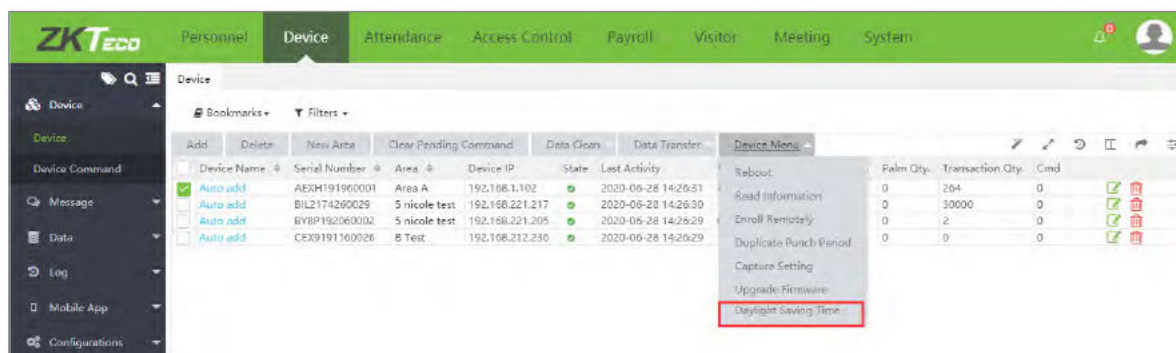 ZKTECO Personnel Device Attendance Access Control Payroll Visitor Meeting System 0
Device
Device
Bookmarks Filters
Device
Add Delete New Area Clear Pending Command Data Clean Data Transfer Device Menu
Device Command
Device Name Serial Number Area Device IP State Last Activity Palm Qty. Transaction Qty. Cmd
Auto add AEXH191960001 Area A 192.168.1.102 2020-06-28 14:26:31 0 264 0
Auto add BIL2174260029 5 nicole test 192.168.221.217 2020-06-28 14:26:30 0 30000 0
Auto add BY8P192060002 5 nicole test 192.168.221.205 2020-06-28 14:26:29 0 2 0
Auto add CEX9191160026 B Test 192.168.212.236 2020-06-28 14:26:29 0 0 0
Reboot
Read Information
Enroll Remotely
Duplicate Punch Period
Capture Setting
Upgrade Firmware
Daylight Saving Time
Message
Data
Log
Mobile App
Configurations